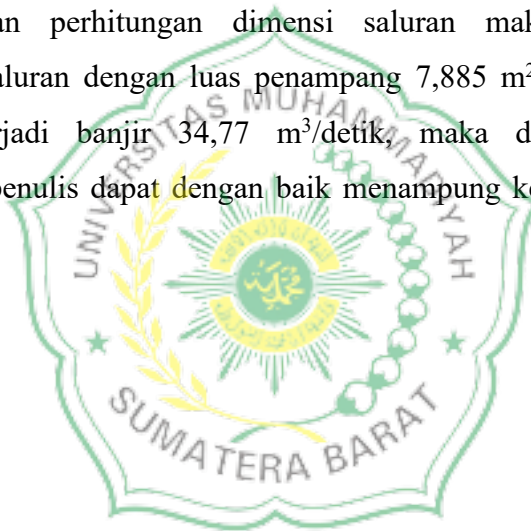 an perhitungan dimensi saluran mak
aluran dengan luas penampang 7,885 m²
rjadi banjir 34,77 m³/detik, maka d
penulis dapat dengan baik menampung k
UNIVERSITAS MUHAMMADIYAH
SUMATERA BARAT